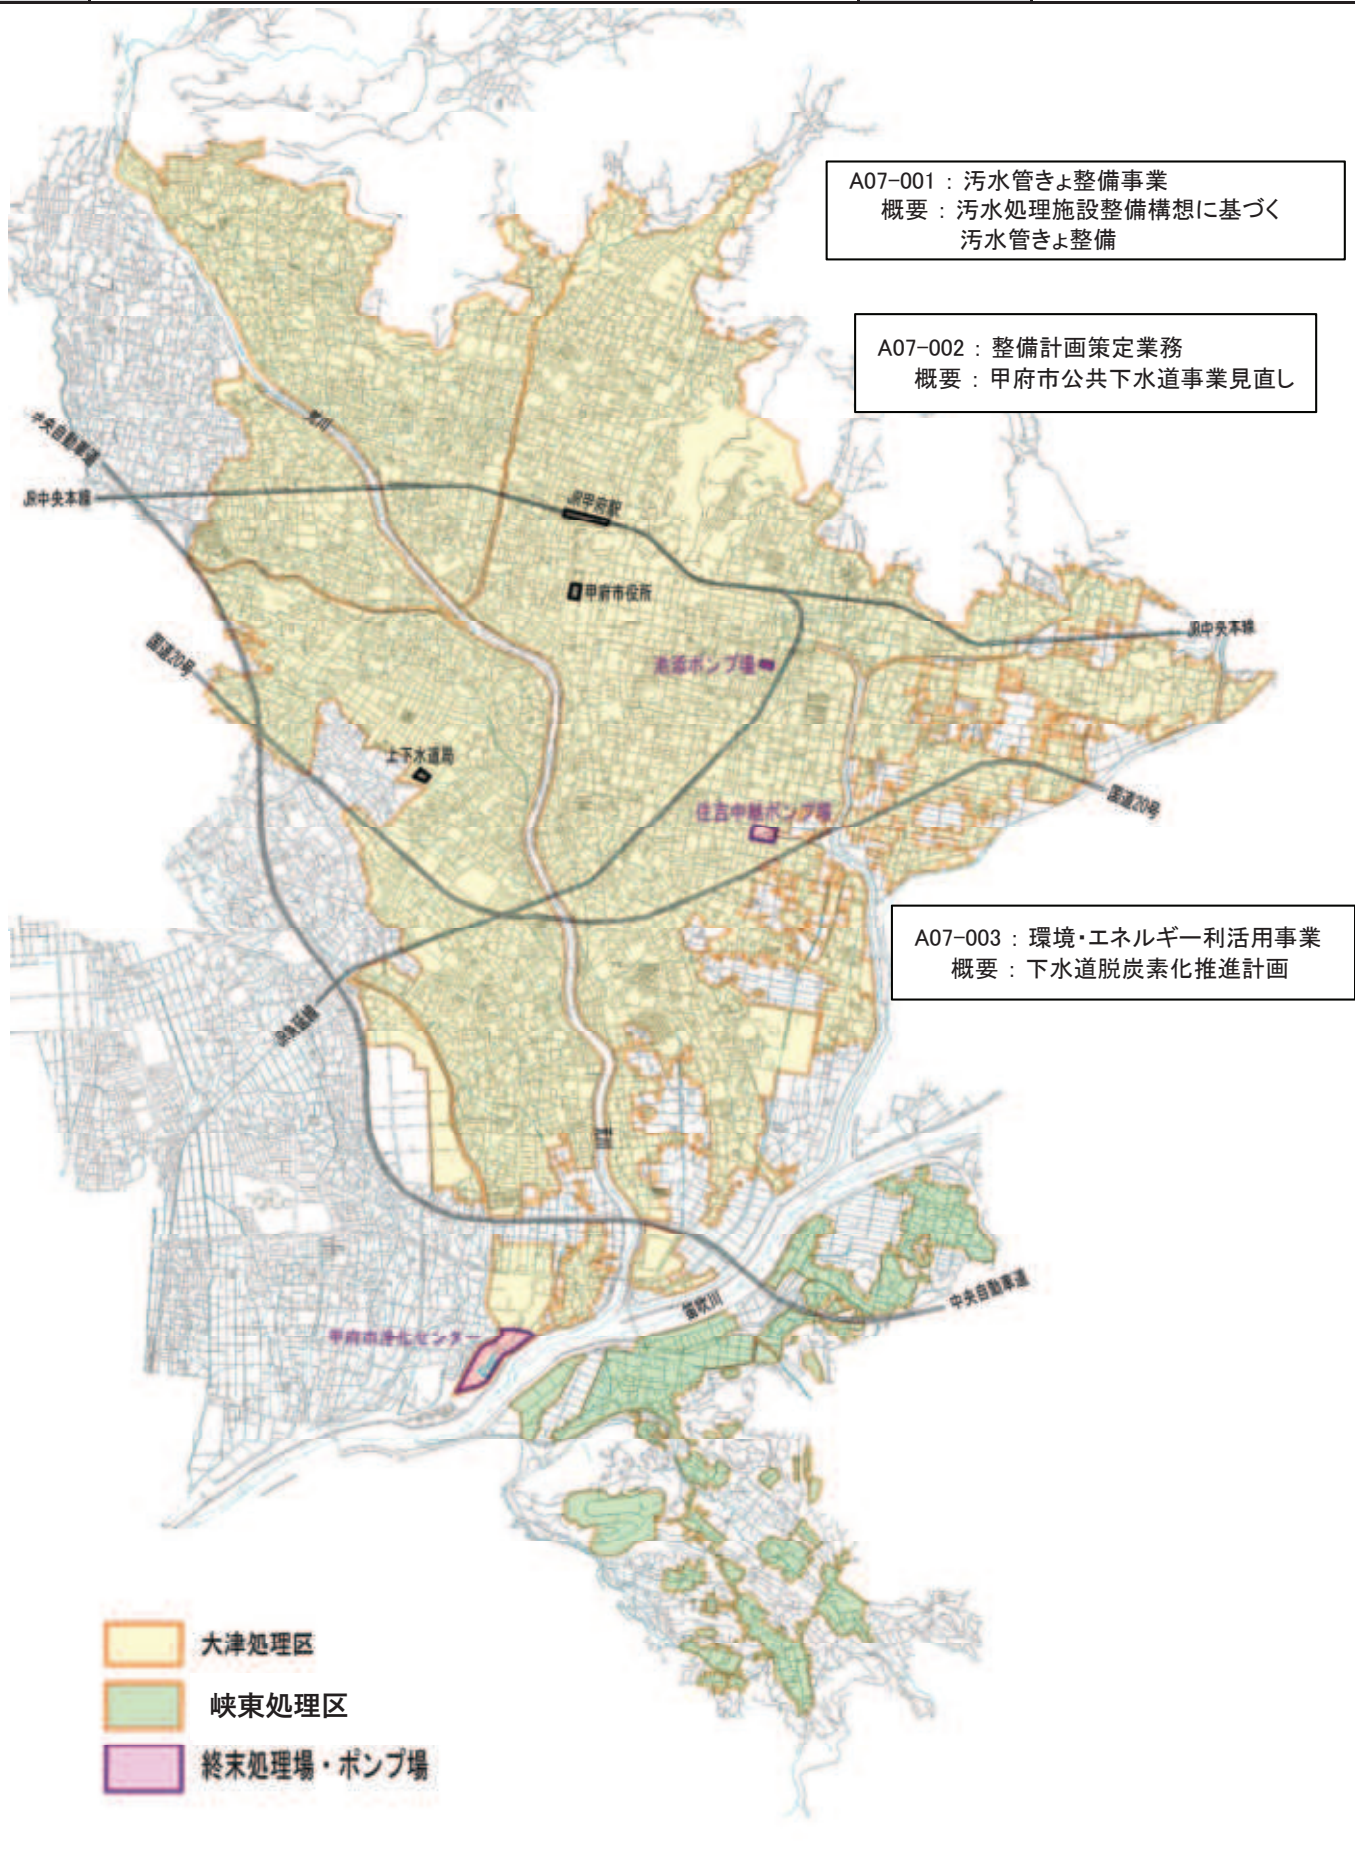 A07-001 : 汚水管きょ整備事業
概要 : 汚水処理施設整備構想に基づく
汚水管きょ整備
A07-002 : 整備計画策定業務
概要 : 甲府市公共下水道事業見直し
荒川
中央自動車道
JR中央本線
JR甲府駅
甲府市役所
JR中央本線
国道20号
ポンプ場
上下水道局
住吉中継ポンプ場
国道20号
A07-003 : 環境・エネルギー利活用事業
概要 : 下水道脱炭素化推進計画
JR身延線
荒川
笛吹川
中央自動車道
甲府市浄化センター
大津処理区
峡東処理区
終末処理場・ポンプ場